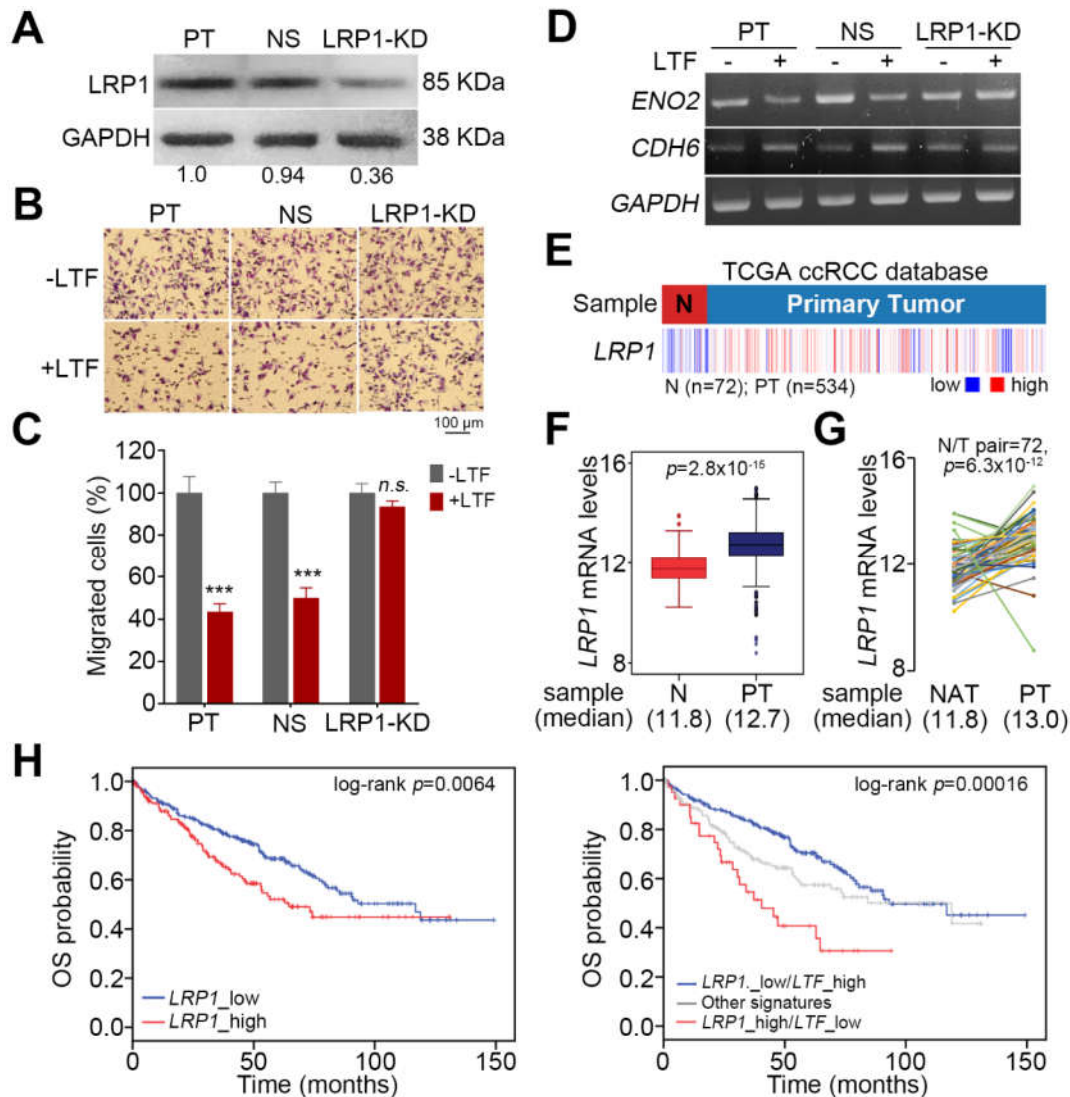 A
PT NS LRP1-KD
LRP1 85 KDa
GAPDH 38 KDa
1.0 0.94 0.36
B
PT NS LRP1-KD
-LTF
+LTF
100 µm
C
Migrated cells (%)
120
100
80
60
40
20
0
-LTF
+LTF
*** *** n.s.
PT NS LRP1-KD
D
PT NS LRP1-KD
LTF - + - + - +
ENO2
CDH6
GAPDH
E
TCGA ccRCC database
Sample N Primary Tumor
LRP1
N (n=72); PT (n=534) low high
F
LRP1 mRNA levels
16
12
8
p=2.8x10⁻¹⁵
sample N PT
(median) (11.8) (12.7)
G
N/T pair=72,
p=6.3x10⁻¹²
LRP1 mRNA levels
16
12
8
sample NAT PT
(median) (11.8) (13.0)
H
OS probability
log-rank p=0.0064
1.0
0.8
0.6
0.4
0.2
0.0
LRP1_low
LRP1_high
0 50 100 150
Time (months)
OS probability
log-rank p=0.00016
1.0
0.8
0.6
0.4
0.2
0.0
LRP1._low/LTF_high
Other signatures
LRP1_high/LTF_low
0 50 100 150
Time (months)